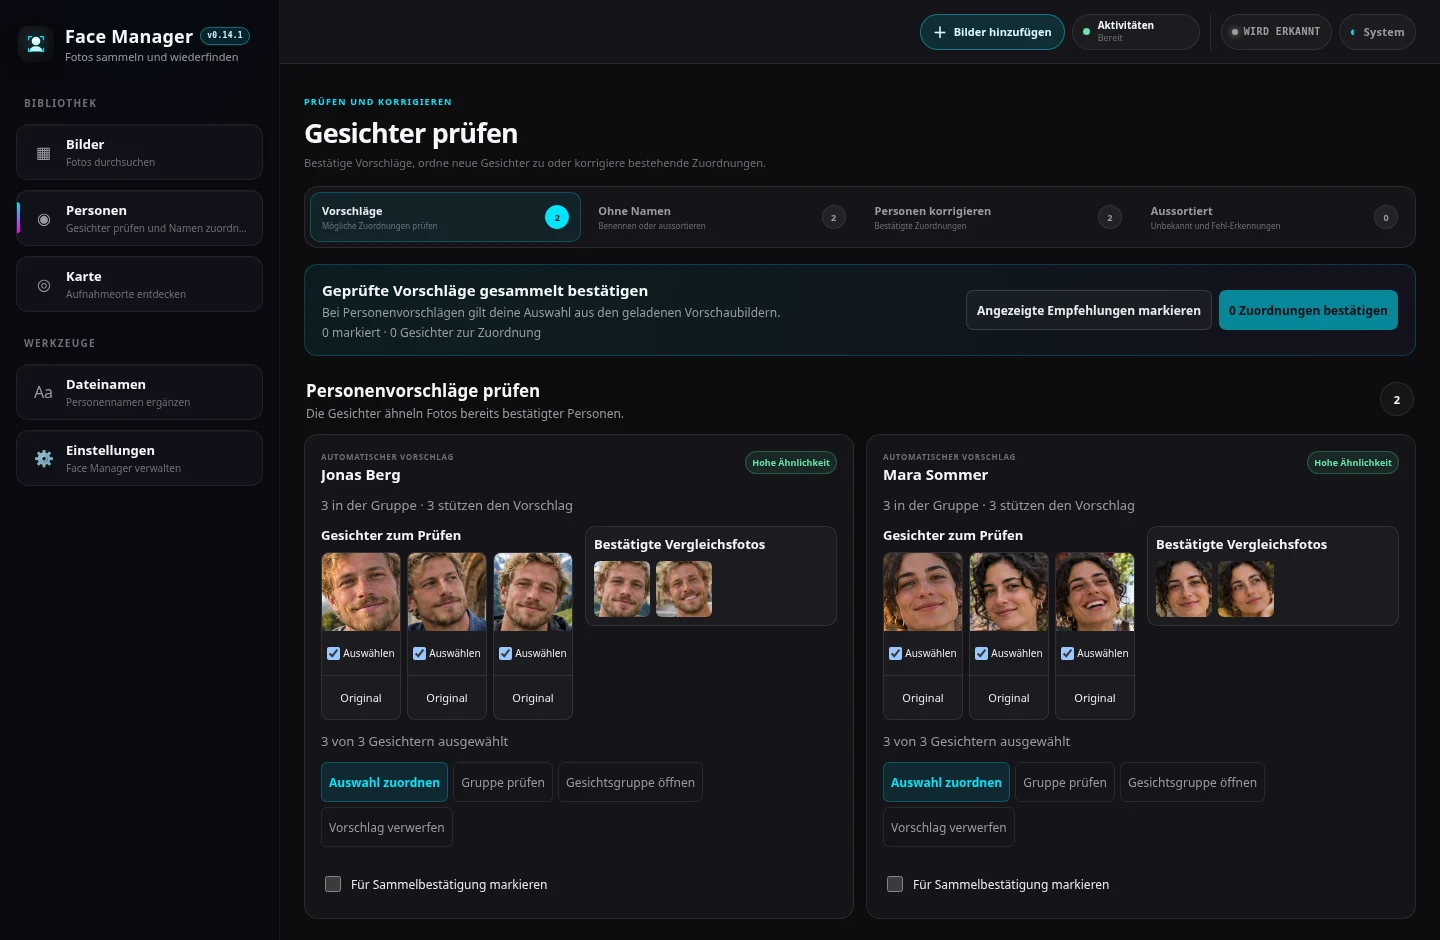 Face Manager v0.14.1
Fotos sammeln und wiederfinden
BIBLIOTHEK
Bilder
Fotos durchsuchen
Personen
Gesichter prüfen und Namen zuordn...
Karte
Aufnahmeorte entdecken
WERKZEUGE
Aa
Dateinamen
Personennamen ergänzen
Einstellungen
Face Manager verwalten
+ Bilder hinzufügen
Aktivitäten
Bereit
WIRD ERKANNT
System
PRÜFEN UND KORRIGIEREN
Gesichter prüfen
Bestätige Vorschläge, ordne neue Gesichter zu oder korrigiere bestehende Zuordnungen.
Vorschläge
Mögliche Zuordnungen prüfen
2
Ohne Namen
Benennen oder aussortieren
2
Personen korrigieren
Bestätigte Zuordnungen
2
Aussortiert
Unbekannt und Fehl-Erkennungen
0
Geprüfte Vorschläge gesammelt bestätigen
Bei Personenvorschlägen gilt deine Auswahl aus den geladenen Vorschaubildern.
0 markiert · 0 Gesichter zur Zuordnung
Angezeigte Empfehlungen markieren
0 Zuordnungen bestätigen
Personenvorschläge prüfen
Die Gesichter ähneln Fotos bereits bestätigter Personen.
2
AUTOMATISCHER VORSCHLAG
Jonas Berg
Hohe Ähnlichkeit
3 in der Gruppe · 3 stützen den Vorschlag
Gesichter zum Prüfen
Bestätigte Vergleichsfotos
Auswählen
Auswählen
Auswählen
Original
Original
Original
3 von 3 Gesichtern ausgewählt
Auswahl zuordnen
Gruppe prüfen
Gesichtsgruppe öffnen
Vorschlag verwerfen
Für Sammelbestätigung markieren
AUTOMATISCHER VORSCHLAG
Mara Sommer
Hohe Ähnlichkeit
3 in der Gruppe · 3 stützen den Vorschlag
Gesichter zum Prüfen
Bestätigte Vergleichsfotos
Auswählen
Auswählen
Auswählen
Original
Original
Original
3 von 3 Gesichtern ausgewählt
Auswahl zuordnen
Gruppe prüfen
Gesichtsgruppe öffnen
Vorschlag verwerfen
Für Sammelbestätigung markieren